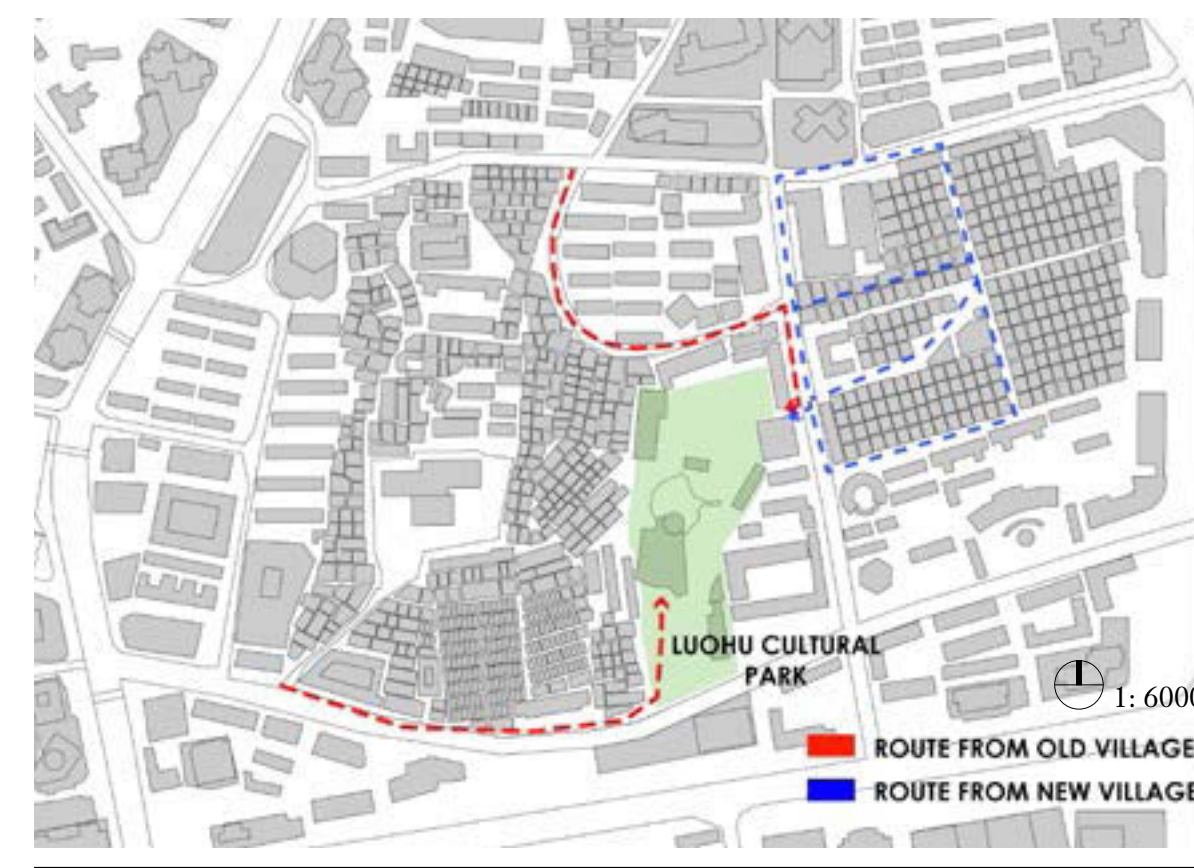 LUOHU CULTURAL
PARK
1: 6000
ROUTE FROM OLD VILLAGE
ROUTE FROM NEW VILLAGE